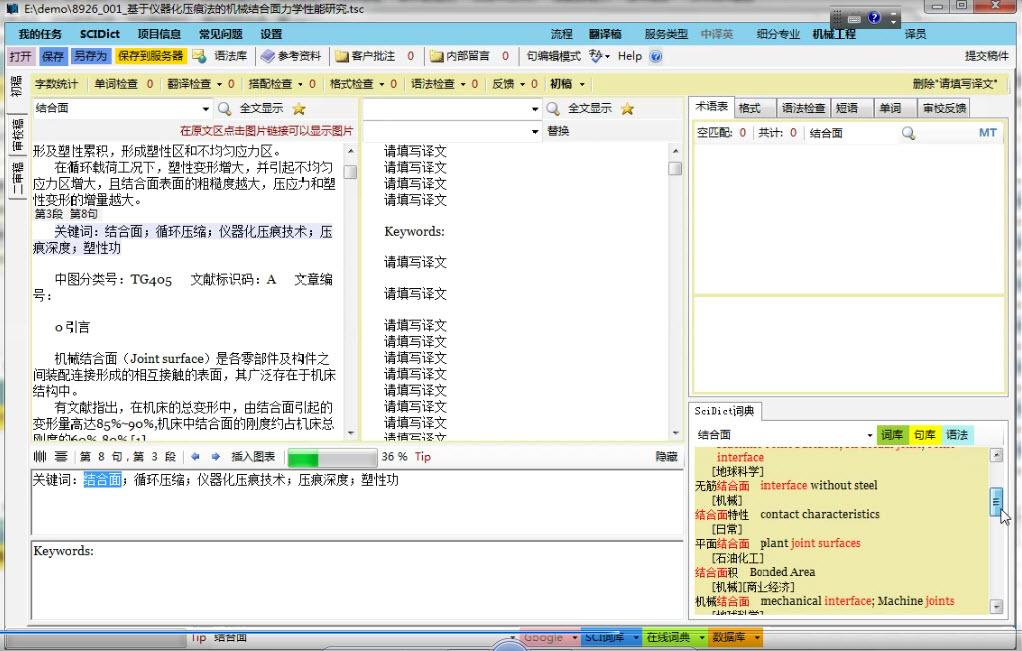 E:\demo\8926_001_基于仪器化压痕法的机械结合面力学性能研究.tsc
我的任务 SCIDict 项目信息 常见问题 设置 流程 翻译稿 服务类型 中译英 细分专业 机械工程 译员
打开 保存 另存为 保存到服务器 语法库 参考资料 客户批注 0 内部留言 0 句编辑模式 Help 提交稿件
初稿 字数统计 单词检查 0 翻译检查 0 搭配检查 0 格式检查 0 语法检查 0 反馈 0 初稿 删除"请填写译文"
审校稿
二审稿
结合面 全文显示 全文显示
在原文区点击图片链接可以显示图片 替换
术语表 格式 语法检查 短语 单词 审校反馈
空匹配: 0 共计: 0 结合面 MT
形及塑性累积，形成塑性区和不均匀应力区。
在循环载荷工况下，塑性变形增大，并引起不均匀
应力区增大，且结合面表面的粗糙度越大，压应力和塑
性变形的增量越大。
第3段 第8句
关键词：结合面；循环压缩；仪器化压痕技术；压
痕深度；塑性功
中图分类号：TG405 文献标识码：A 文章编
号：
0 引言
机械结合面（Joint surface）是各零部件及构件之
间装配连接形成的相互接触的表面，其广泛存在于机床
结构中。
有文献指出，在机床的总变形中，由结合面引起的
变形量高达85%~90%,机床中结合面的刚度约占机床总
刚度的60%-80%[1]
请填写译文
请填写译文
请填写译文
请填写译文
Keywords:
请填写译文
请填写译文
请填写译文
请填写译文
请填写译文
请填写译文
请填写译文
请填写译文
请填写译文
请填写译文
第 8 句，第 3 段 插入图表 36 % Tip 隐藏
关键词：结合面；循环压缩；仪器化压痕技术；压痕深度；塑性功
Keywords:
SciDict词典
结合面 词库 句库 语法
interface
[地球科学]
无筋结合面 interface without steel
[机械]
结合面特性 contact characteristics
[日常]
平面结合面 plant joint surfaces
[石油化工]
结合面积 Bonded Area
[机械][商业经济]
机械结合面 mechanical interface; Machine joints
[地球科学]
Tip 结合面 Google SCI词库 在线词典 数据库